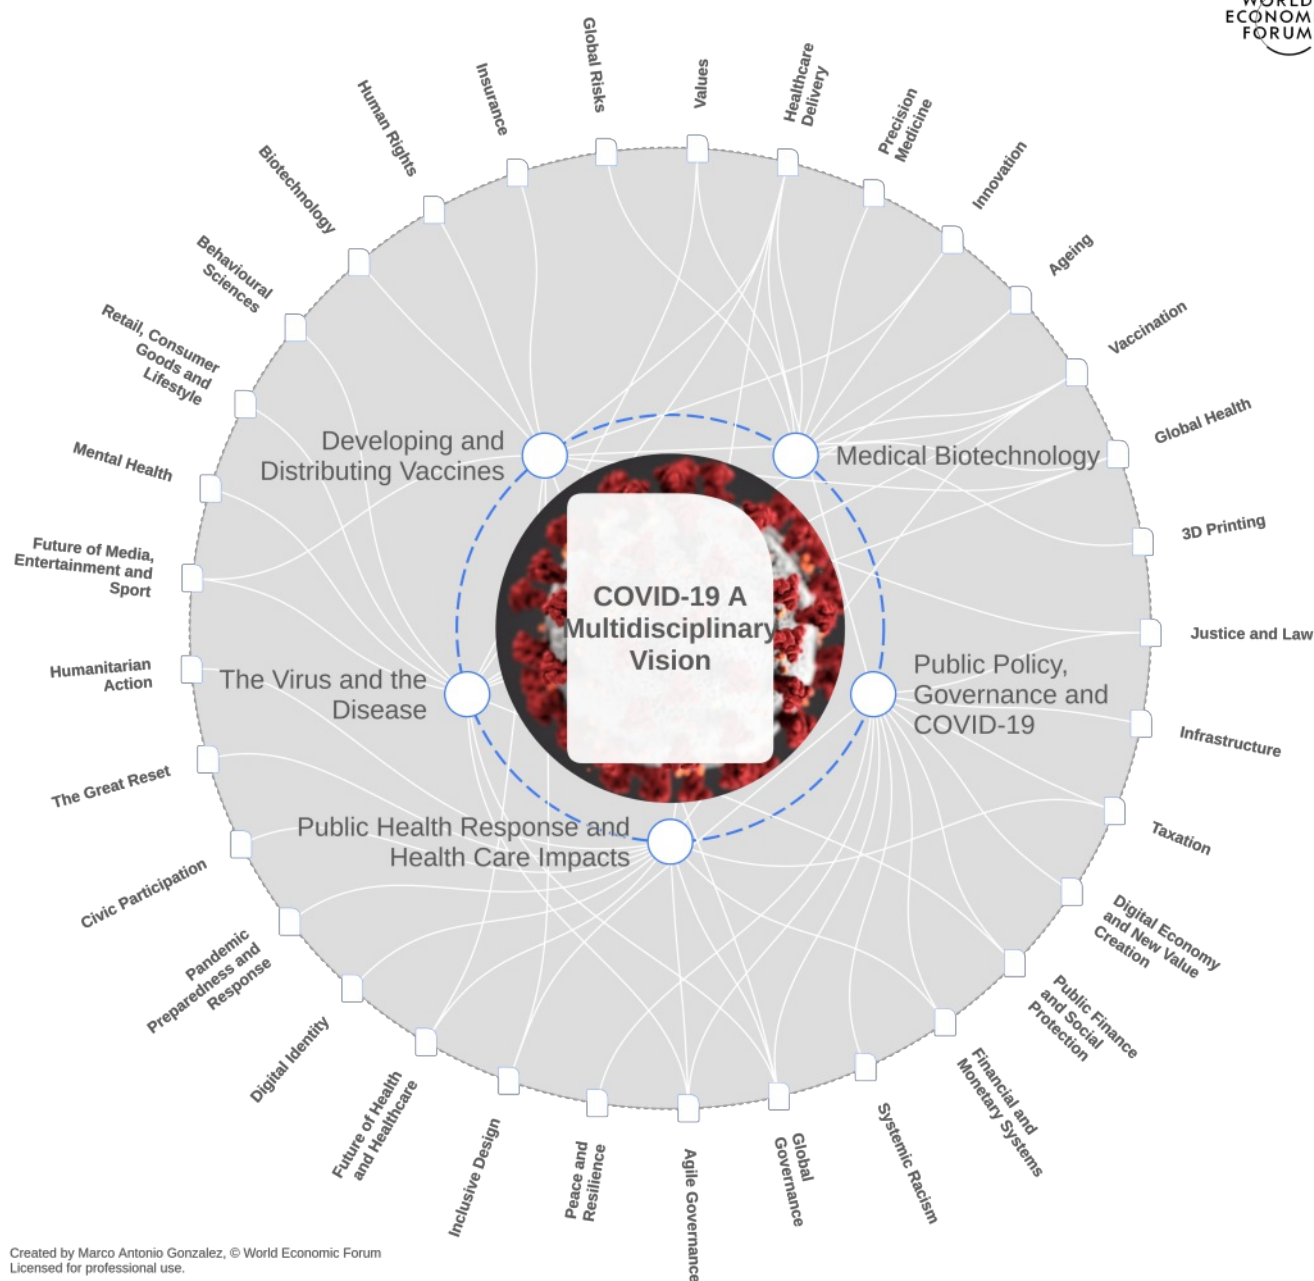 WORLD
ECONOM
FORUM
Global Risks
Values
Healthcare
Delivery
Precision
Medicine
Innovation
Ageing
Vaccination
Global Health
3D Printing
Justice and Law
Infrastructure
Taxation
Digital Economy
and New Value
Creation
Public Finance
and Social
Protection
Financial and
Monetary Systems
Systemic Racism
Global
Governance
Agile Governance
Peace and
Resilience
Inclusive Design
Future of Health
and Healthcare
Digital Identity
Pandemic
Preparedness and
Response
Civic Participation
The Great Reset
Humanitarian
Action
Future of Media,
Entertainment and
Sport
Mental Health
Retail, Consumer
Goods and
Lifestyle
Behavioural
Sciences
Biotechnology
Human Rights
Insurance
Developing and
Distributing Vaccines
Medical Biotechnology
COVID-19 A
Multidisciplinary
Vision
The Virus and the
Disease
Public Policy,
Governance and
COVID-19
Public Health Response and
Health Care Impacts
Created by Marco Antonio Gonzalez, © World Economic Forum
Licensed for professional use.